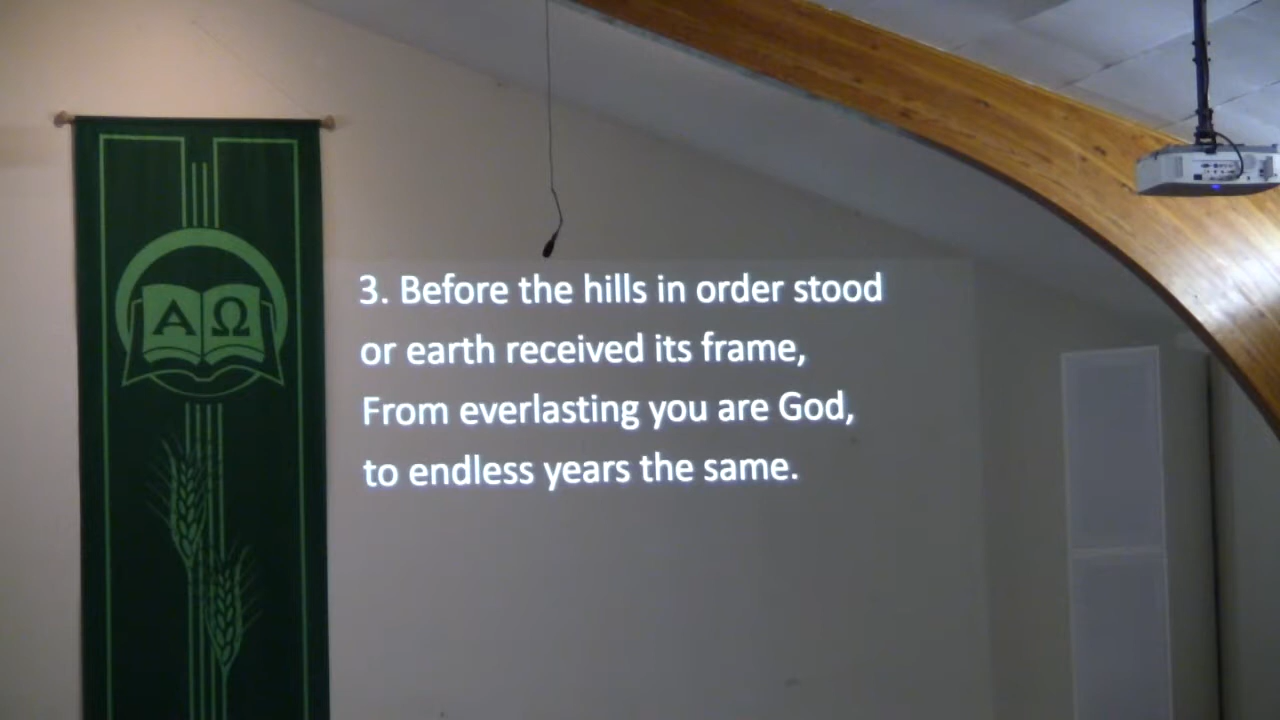 Α Ω
3. Before the hills in order stood
or earth received its frame,
From everlasting you are God,
to endless years the same.